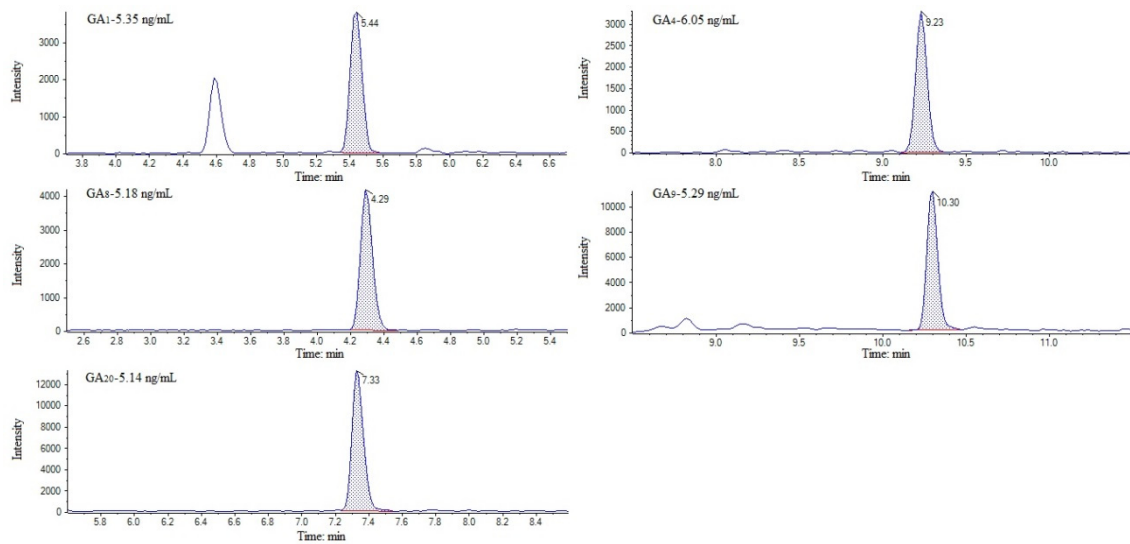 GA1-5.35 ng/mL
5.44
Intensity
3000
2000
1000
0
3.8 4.0 4.2 4.4 4.6 4.8 5.0 5.2 5.4 5.6 5.8 6.0 6.2 6.4 6.6
Time: min
GA4-6.05 ng/mL
9.23
Intensity
3000
2500
2000
1500
1000
500
0
8.0 8.5 9.0 9.5 10.0
Time: min
GA8-5.18 ng/mL
4.29
Intensity
4000
3000
2000
1000
0
2.6 2.8 3.0 3.2 3.4 3.6 3.8 4.0 4.2 4.4 4.6 4.8 5.0 5.2 5.4
Time: min
GA9-5.29 ng/mL
10.30
Intensity
10000
8000
6000
4000
2000
0
9.0 9.5 10.0 10.5 11.0
Time: min
GA20-5.14 ng/mL
7.33
Intensity
12000
10000
8000
6000
4000
2000
0
5.8 6.0 6.2 6.4 6.6 6.8 7.0 7.2 7.4 7.6 7.8 8.0 8.2 8.4
Time: min